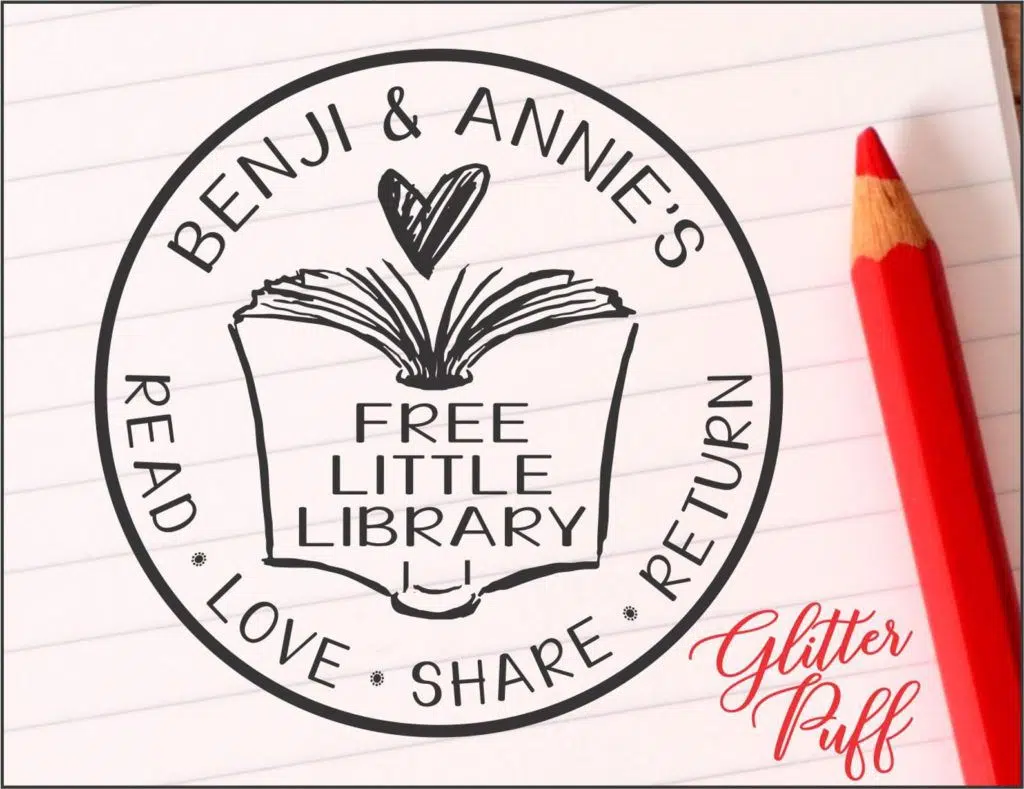 BENJI & ANNIE'S
FREE
LITTLE
LIBRARY
READ • LOVE • SHARE • RETURN
Glitter
Puff